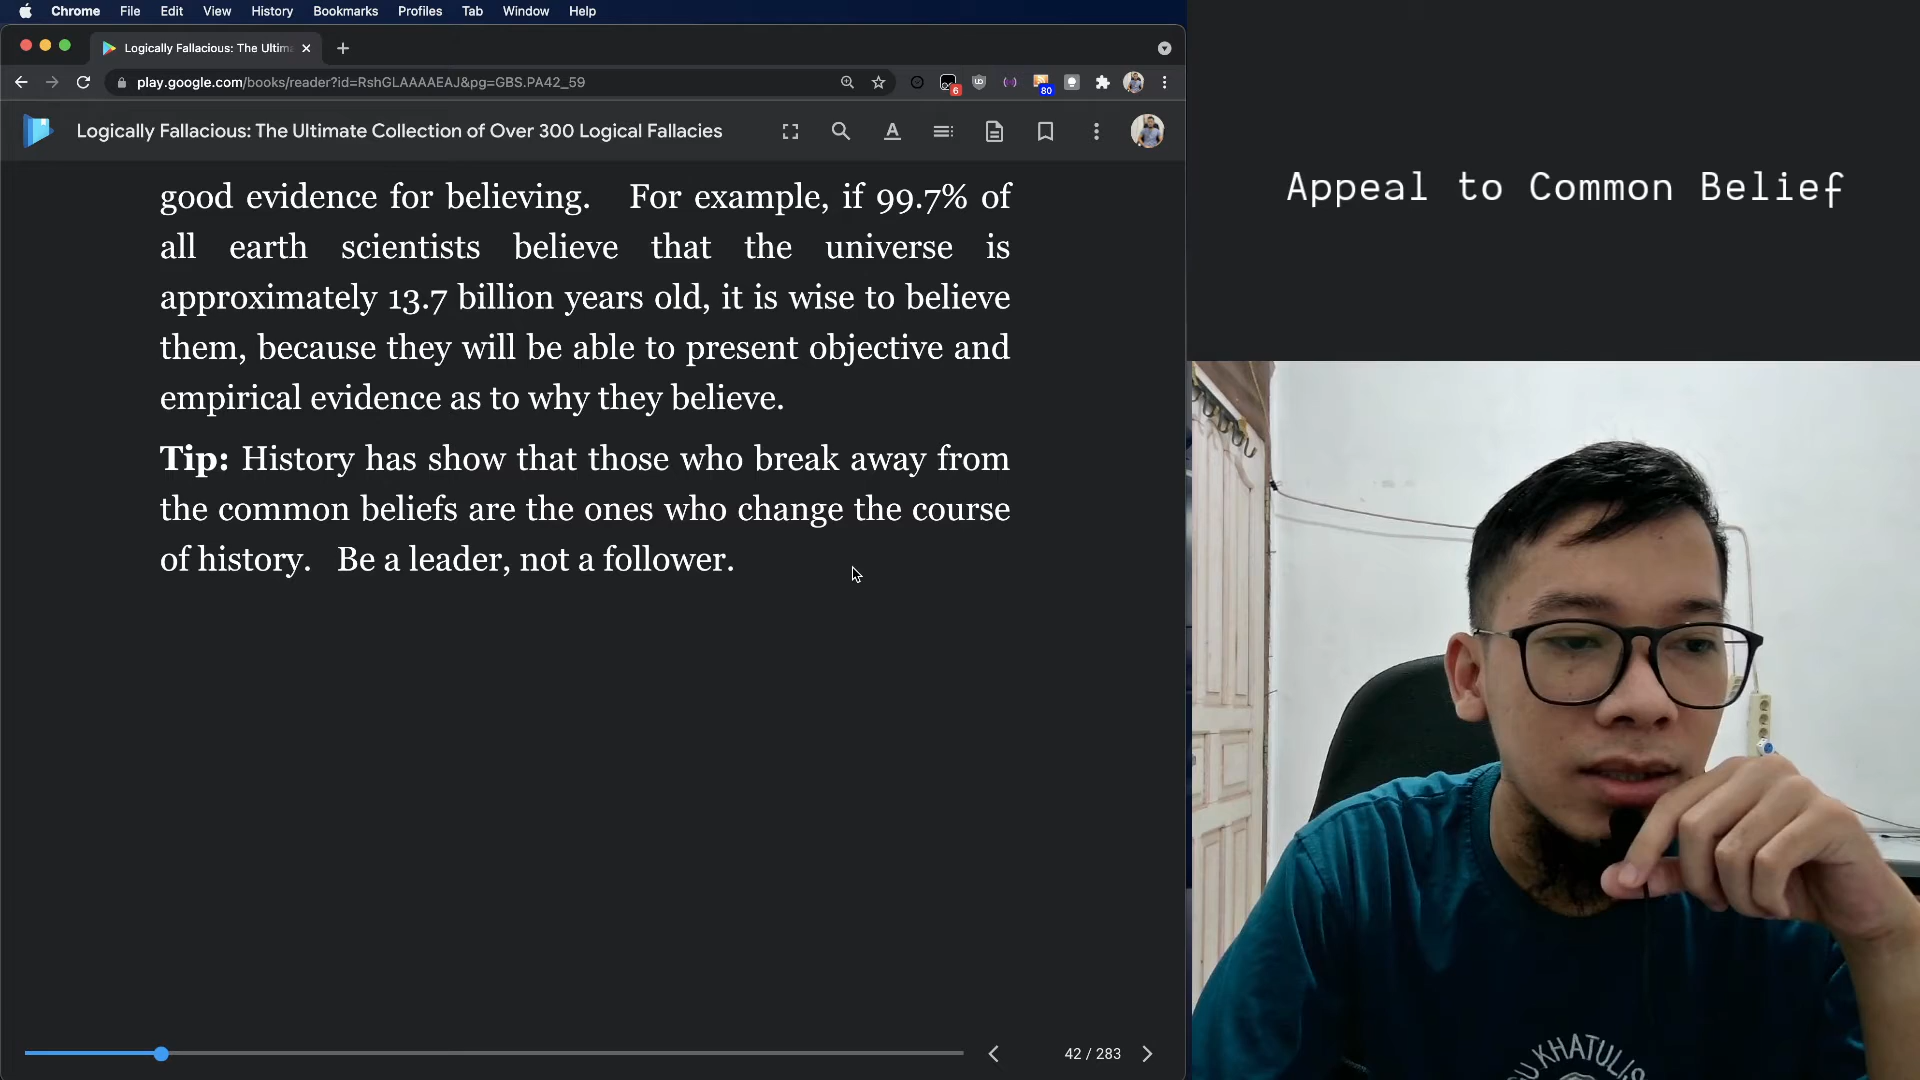 Chrome File Edit View History Bookmarks Profiles Tab Window Help
Logically Fallacious: The Ultim
play.google.com/books/reader?id=RshGLAAAAEAJ&pg=GBS.PA42_59
6
80
Logically Fallacious: The Ultimate Collection of Over 300 Logical Fallacies
good evidence for believing. For example, if 99.7% of
all earth scientists believe that the universe is
approximately 13.7 billion years old, it is wise to believe
them, because they will be able to present objective and
empirical evidence as to why they believe.
Tip: History has show that those who break away from
the common beliefs are the ones who change the course
of history. Be a leader, not a follower.
42 / 283
Appeal to Common Belief
KHATULIS